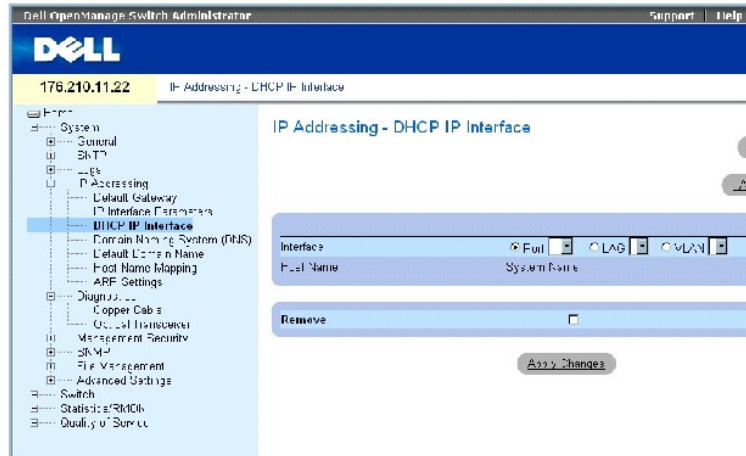 Dell OpenManage Switch Administrator Support Help
DELL
176.210.11.22 IP Addressing - DHCP IP Interface
Home
System
General
SNTP
Logs
IP Addressing
Default Gateway
IP Interface Parameters
DHCP IP Interface
Domain Naming System (DNS)
Default Domain Name
Host Name Mapping
ARP Settings
Diagnostics
Copper Cable
Optical Transceiver
Management Security
SNMP
File Management
Advanced Settings
Switch
Statistics/RMON
Quality of Service
IP Addressing - DHCP IP Interface
Interface Port LAG VLAN
Host Name System Name
Remove
Apply Changes